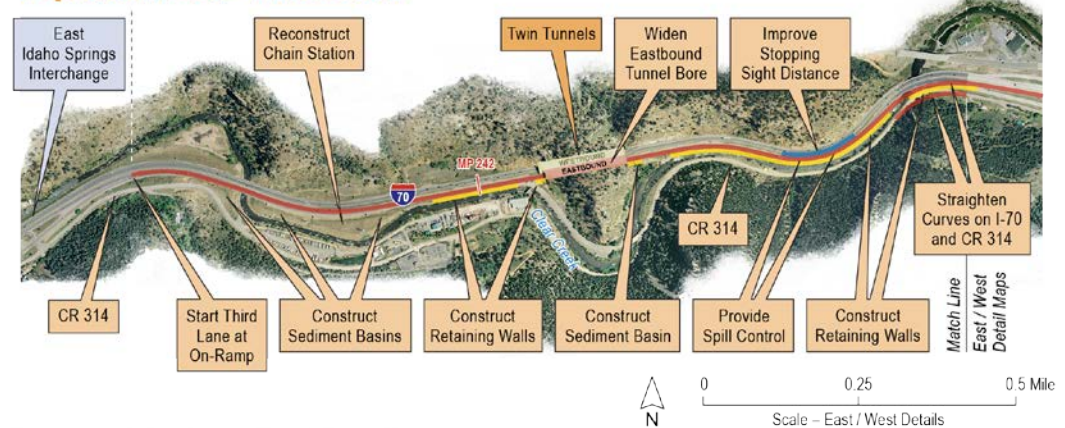 East
Idaho Springs
Interchange
Reconstruct
Chain Station
Twin Tunnels
Widen
Eastbound
Tunnel Bore
Improve
Stopping
Sight Distance
MP 242
WESTBOUND
EASTBOUND
70
Clear Creek
CR 314
Straighten
Curves on I-70
and CR 314
CR 314
Start Third
Lane at
On-Ramp
Construct
Sediment Basins
Construct
Retaining Walls
Construct
Sediment Basin
Provide
Spill Control
Construct
Retaining Walls
Match Line
East / West
Detail Maps
N
0 0.25 0.5 Mile
Scale – East / West Details